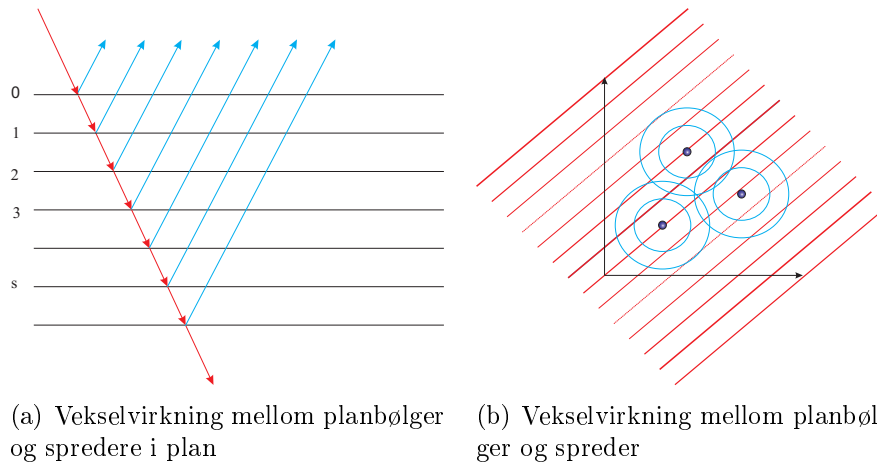 0
1
2
3
s
(a) Vekselvirkning mellom planbølger
og spredere i plan
(b) Vekselvirkning mellom planbøl
ger og spreder